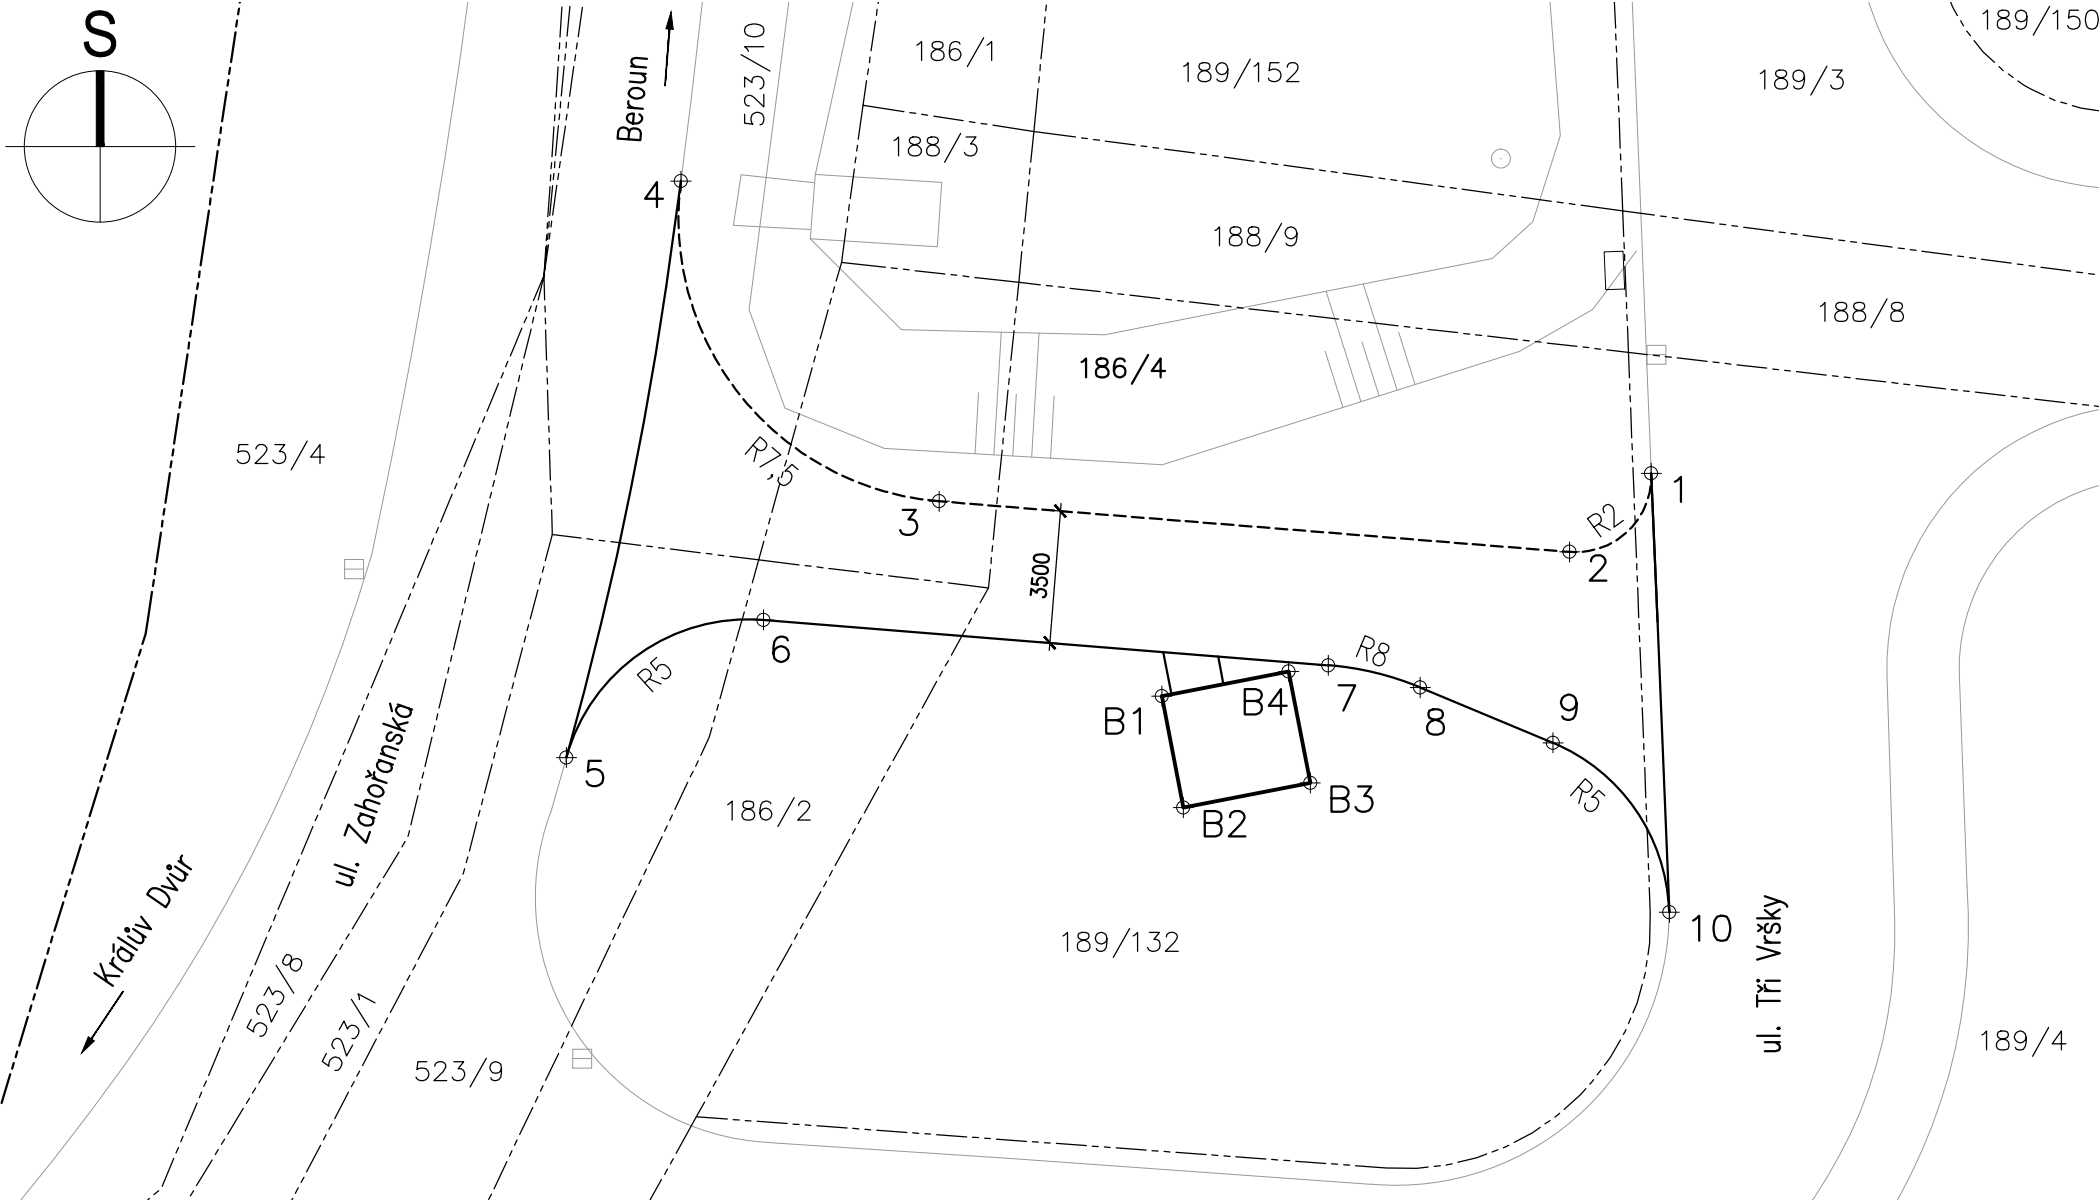 S
Beroun
523/10
186/1
189/152
189/3
189/150
188/3
4
188/9
188/8
186/4
523/4
R7,5
1
3
R2
2
3500
6
R5
R8
7
B4
B1
8
9
5
R5
B3
B2
186/2
ul. Zahořanská
Králův Dvůr
10
ul. Tři Vršky
189/132
523/8
523/1
523/9
189/4